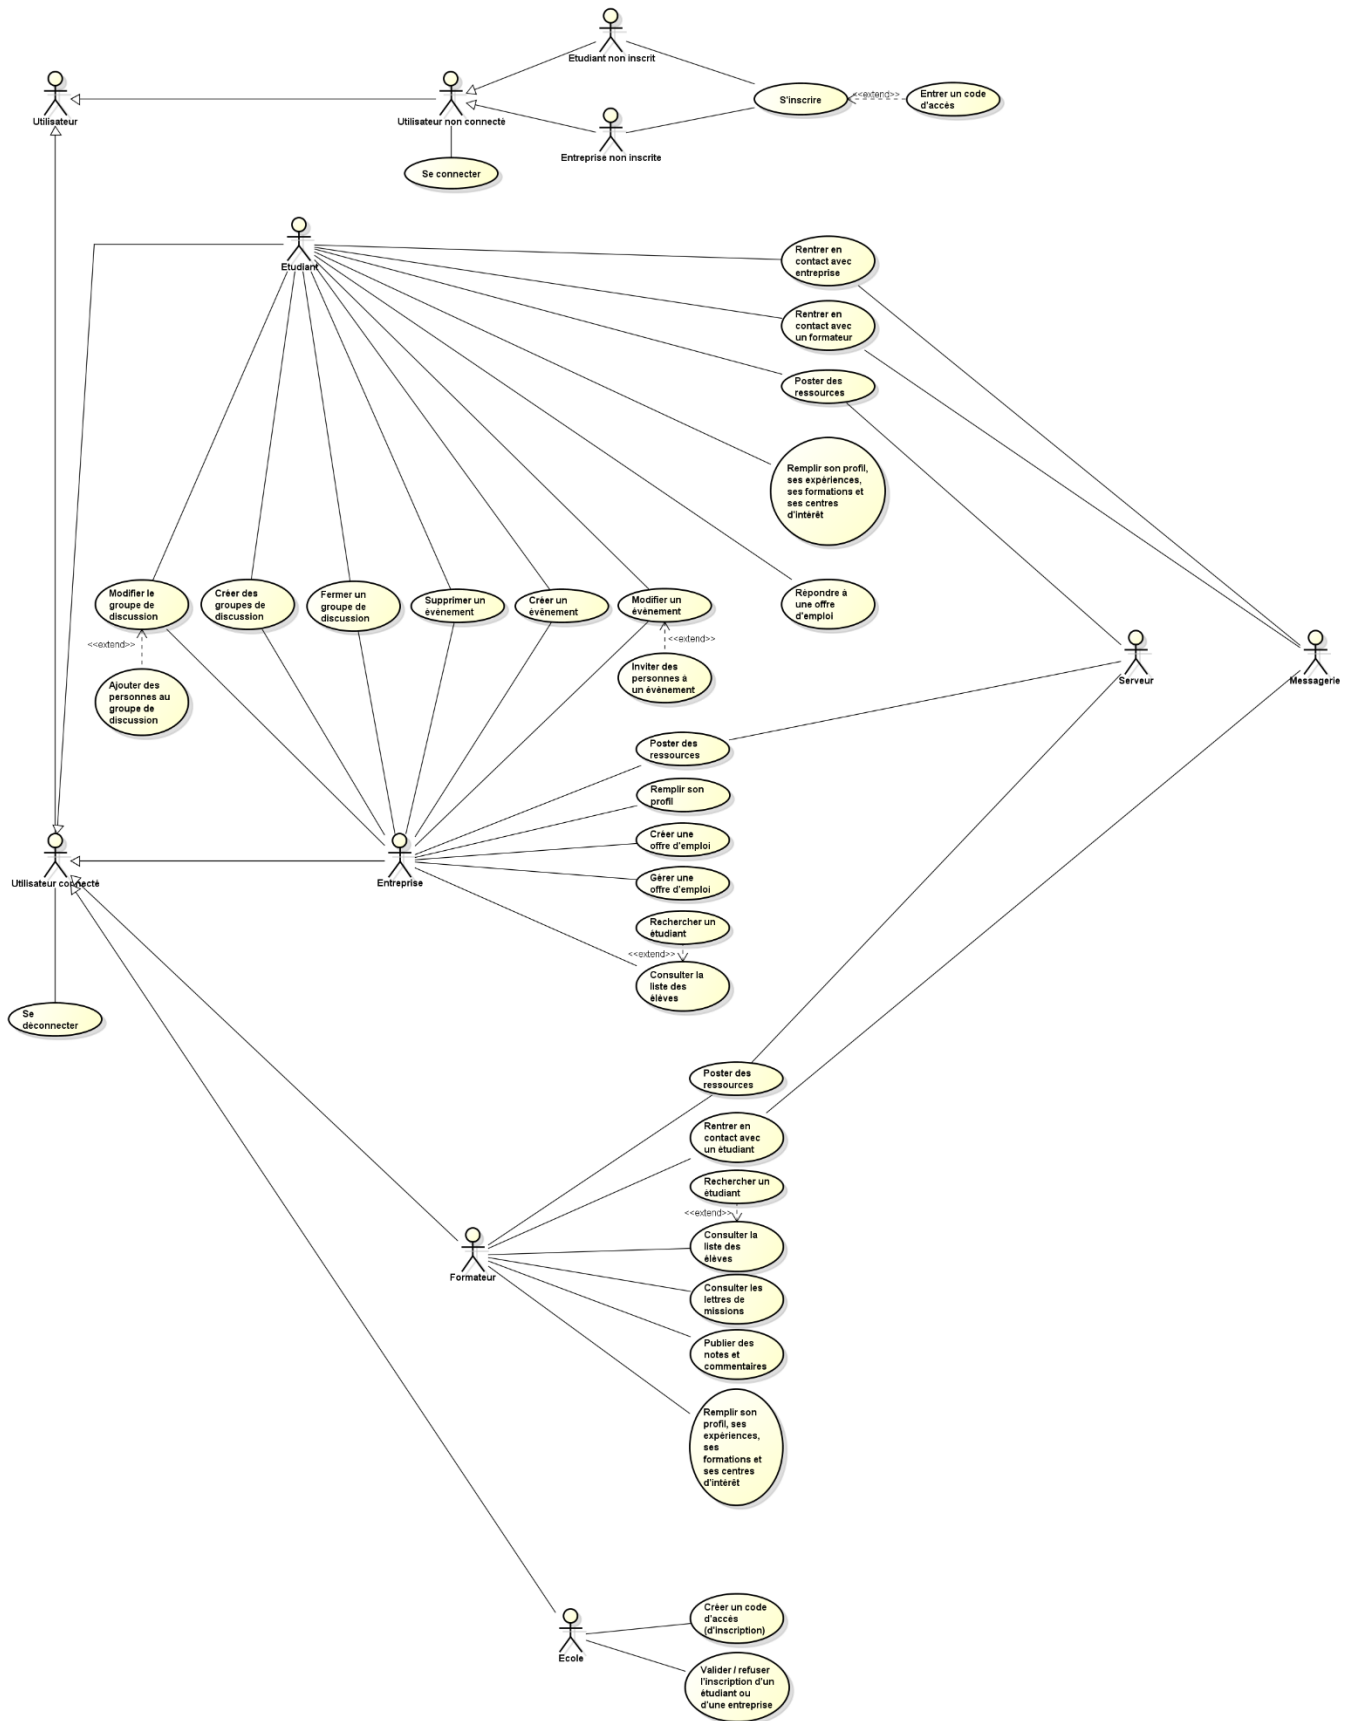 Etudiant non inscrit
Utilisateur
Utilisateur non connecté
S'inscrire
<<extend>>
Entrer un code
d'accès
Entreprise non inscrite
Se connecter
Etudiant
Rentrer en
contact avec
entreprise
Rentrer en
contact avec
un formateur
Poster des
ressources
Remplir son profil,
ses expériences,
ses formations et
ses centres
d'intérêt
Modifier le
groupe de
discussion
Créer des
groupes de
discussion
Fermer un
groupe de
discussion
Supprimer un
évènement
Créer un
évènement
Modifier un
évènement
Répondre à
une offre
d'emploi
<<extend>>
<<extend>>
Ajouter des
personnes au
groupe de
discussion
Inviter des
personnes à
un évènement
Serveur
Messagerie
Poster des
ressources
Remplir son
profil
Créer une
offre d'emploi
Gérer une
offre d'emploi
Utilisateur connecté
Entreprise
Rechercher un
étudiant
<<extend>>
Consulter la
liste des
élèves
Se
déconnecter
Poster des
ressources
Rentrer en
contact avec
un étudiant
Rechercher un
étudiant
<<extend>>
Consulter la
liste des
élèves
Formateur
Consulter les
lettres de
missions
Publier des
notes et
commentaires
Remplir son
profil, ses
expériences,
ses
formations et
ses centres
d'intérêt
Créer un code
d'accès
(d'inscription)
Ecole
Valider / refuser
l'inscription d'un
étudiant ou
d'une entreprise